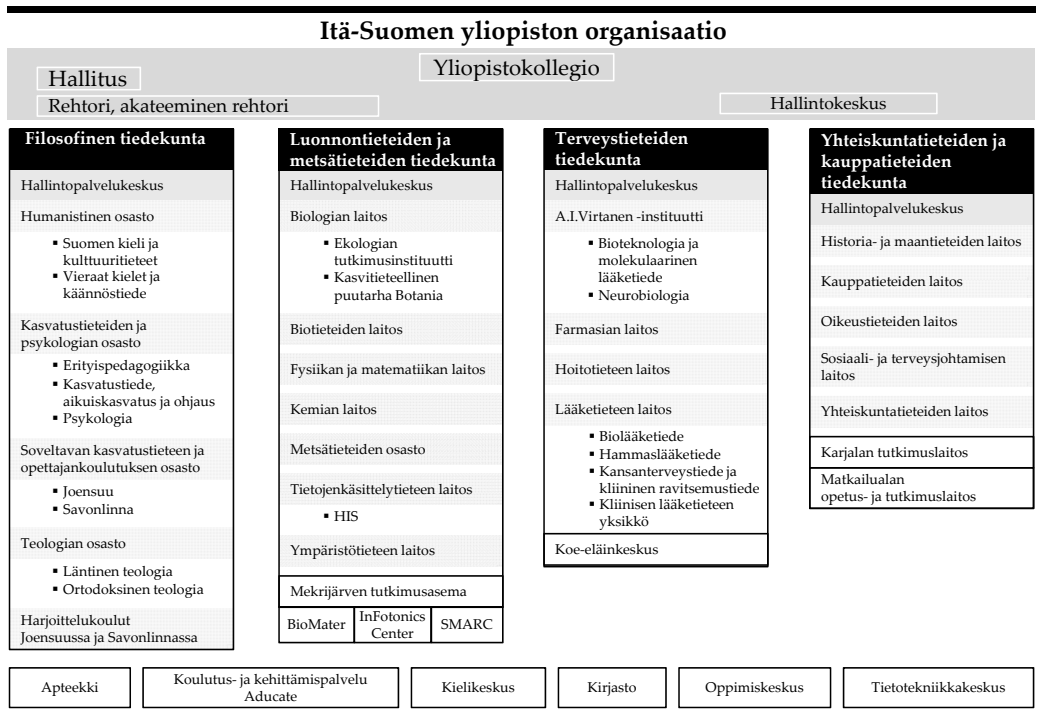 Itä-Suomen yliopiston organisaatio
Yliopistokollegio
Hallitus
Rehtori, akateeminen rehtori
Hallintokeskus
Filosofinen tiedekunta
Hallintopalvelukeskus
Humanistinen osasto
▪ Suomen kieli ja
kulttuuritieteet
▪ Vieraat kielet ja
käännöstiede
Kasvatustieteiden ja
psykologian osasto
▪ Erityispedagogiikka
▪ Kasvatustiede,
aikuiskasvatus ja ohjaus
▪ Psykologia
Soveltavan kasvatustieteen ja
opettajankoulutuksen osasto
▪ Joensuu
▪ Savonlinna
Teologian osasto
▪ Läntinen teologia
▪ Ortodoksinen teologia
Harjoittelukoulut
Joensuussa ja Savonlinnassa
Luonnontieteiden ja
metsätieteiden tiedekunta
Hallintopalvelukeskus
Biologian laitos
▪ Ekologian
tutkimusinstituutti
▪ Kasvitieteellinen
puutarha Botania
Biotieteiden laitos
Fysiikan ja matematiikan laitos
Kemian laitos
Metsätieteiden osasto
Tietojenkäsittelytieteen laitos
▪ HIS
Ympäristötieteen laitos
Mekrijärven tutkimusasema
BioMater
InFotonics
Center
SMARC
Terveystieteiden
tiedekunta
Hallintopalvelukeskus
A.I.Virtanen -instituutti
▪ Bioteknologia ja
molekulaarinen
lääketiede
▪ Neurobiologia
Farmasian laitos
Hoitotieteen laitos
Lääketieteen laitos
▪ Biolääketiede
▪ Hammaslääketiede
▪ Kansanterveystiede ja
kliininen ravitsemustiede
▪ Kliinisen lääketieteen
yksikkö
Koe-eläinkeskus
Yhteiskuntatieteiden ja
kauppatieteiden
tiedekunta
Hallintopalvelukeskus
Historia- ja maantieteiden laitos
Kauppatieteiden laitos
Oikeustieteiden laitos
Sosiaali- ja terveysjohtamisen
laitos
Yhteiskuntatieteiden laitos
Karjalan tutkimuslaitos
Matkailualan
opetus- ja tutkimuslaitos
Apteekki
Koulutus- ja kehittämispalvelu
Aducate
Kielikeskus
Kirjasto
Oppimiskeskus
Tietotekniikkakeskus